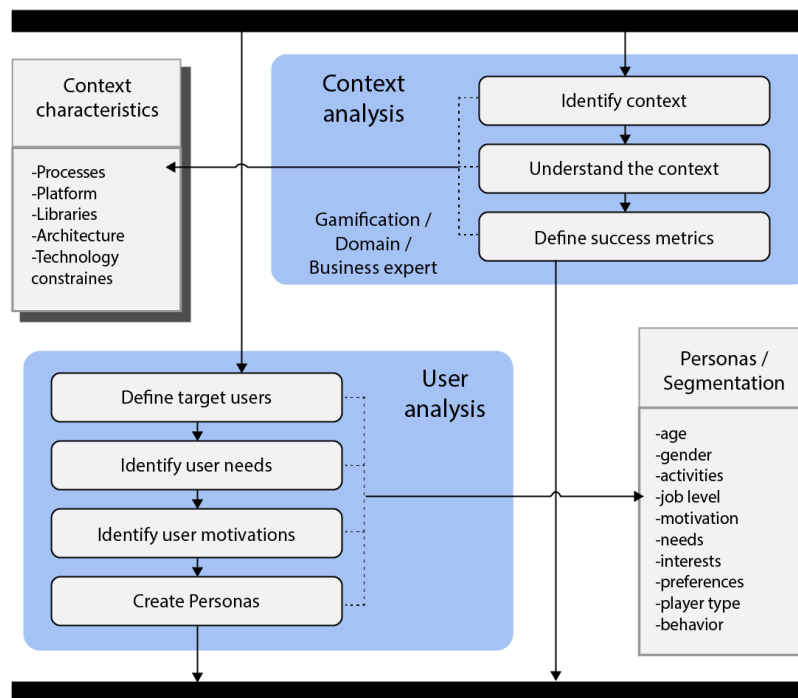 Context
characteristics
-Processes
-Platform
-Libraries
-Architecture
-Technology
constraines
Context
analysis
Identify context
Understand the context
Define success metrics
Gamification /
Domain /
Business expert
User
analysis
Define target users
Identify user needs
Identify user motivations
Create Personas
Personas /
Segmentation
-age
-gender
-activities
-job level
-motivation
-needs
-interests
-preferences
-player type
-behavior